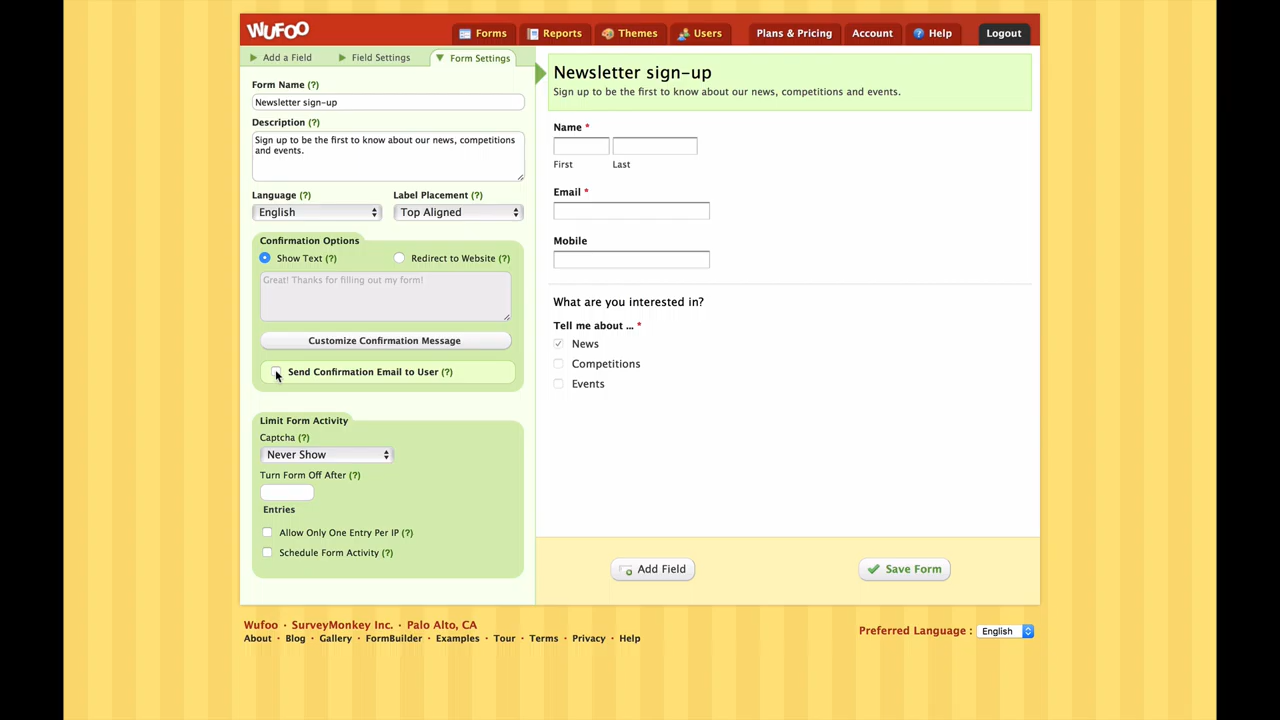 WUFOO
Forms
Reports
Themes
Users
Plans & Pricing
Account
Help
Logout
Add a Field
Field Settings
Form Settings
Form Name (?)
Newsletter sign-up
Description (?)
Sign up to be the first to know about our news, competitions
and events.
Language (?)
Label Placement (?)
English
Top Aligned
Confirmation Options
Show Text (?)
Redirect to Website (?)
Great! Thanks for filling out my form!
Customize Confirmation Message
Send Confirmation Email to User (?)
Limit Form Activity
Captcha (?)
Never Show
Turn Form Off After (?)
Entries
Allow Only One Entry Per IP (?)
Schedule Form Activity (?)
Newsletter sign-up
Sign up to be the first to know about our news, competitions and events.
Name *
First
Last
Email *
Mobile
What are you interested in?
Tell me about ... *
News
Competitions
Events
Add Field
Save Form
Wufoo · SurveyMonkey Inc. · Palo Alto, CA
About · Blog · Gallery · FormBuilder · Examples · Tour · Terms · Privacy · Help
Preferred Language : English